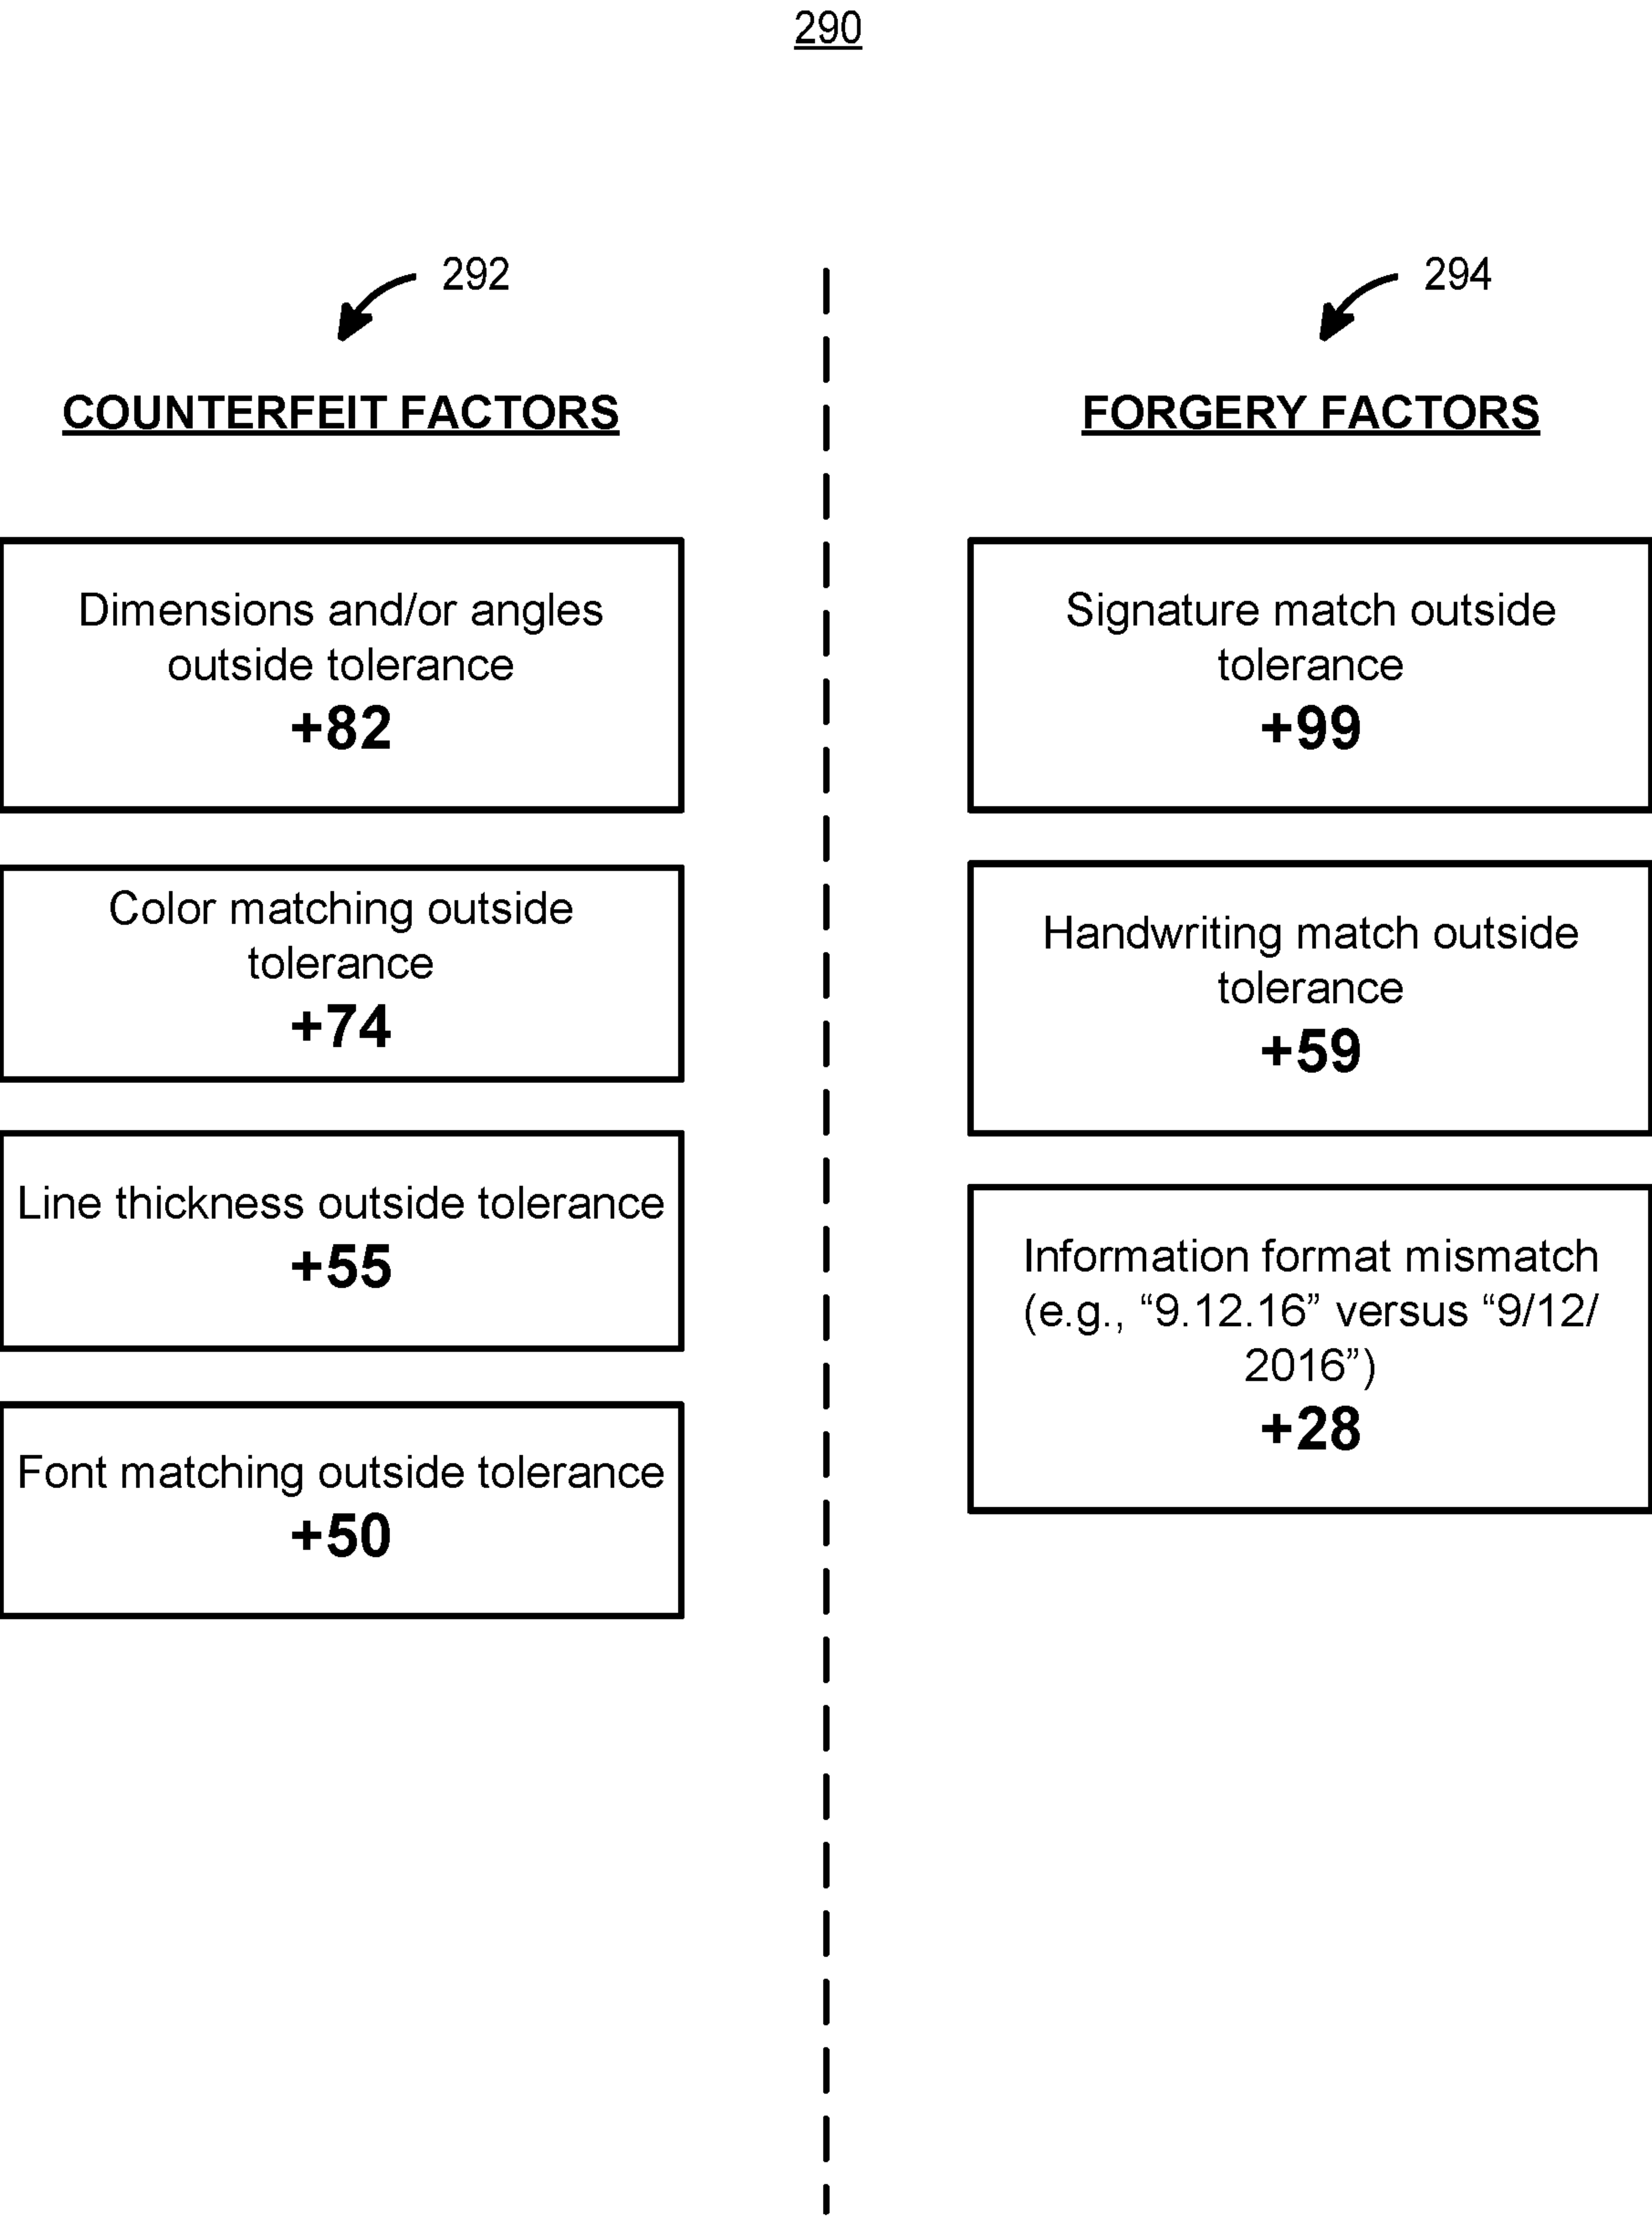 290
292
COUNTERFEIT FACTORS
Dimensions and/or angles
outside tolerance
+82
Color matching outside
tolerance
+74
Line thickness outside tolerance
+55
Font matching outside tolerance
+50
294
FORGERY FACTORS
Signature match outside
tolerance
+99
Handwriting match outside
tolerance
+59
Information format mismatch
(e.g., “9.12.16” versus “9/12/
2016”)
+28